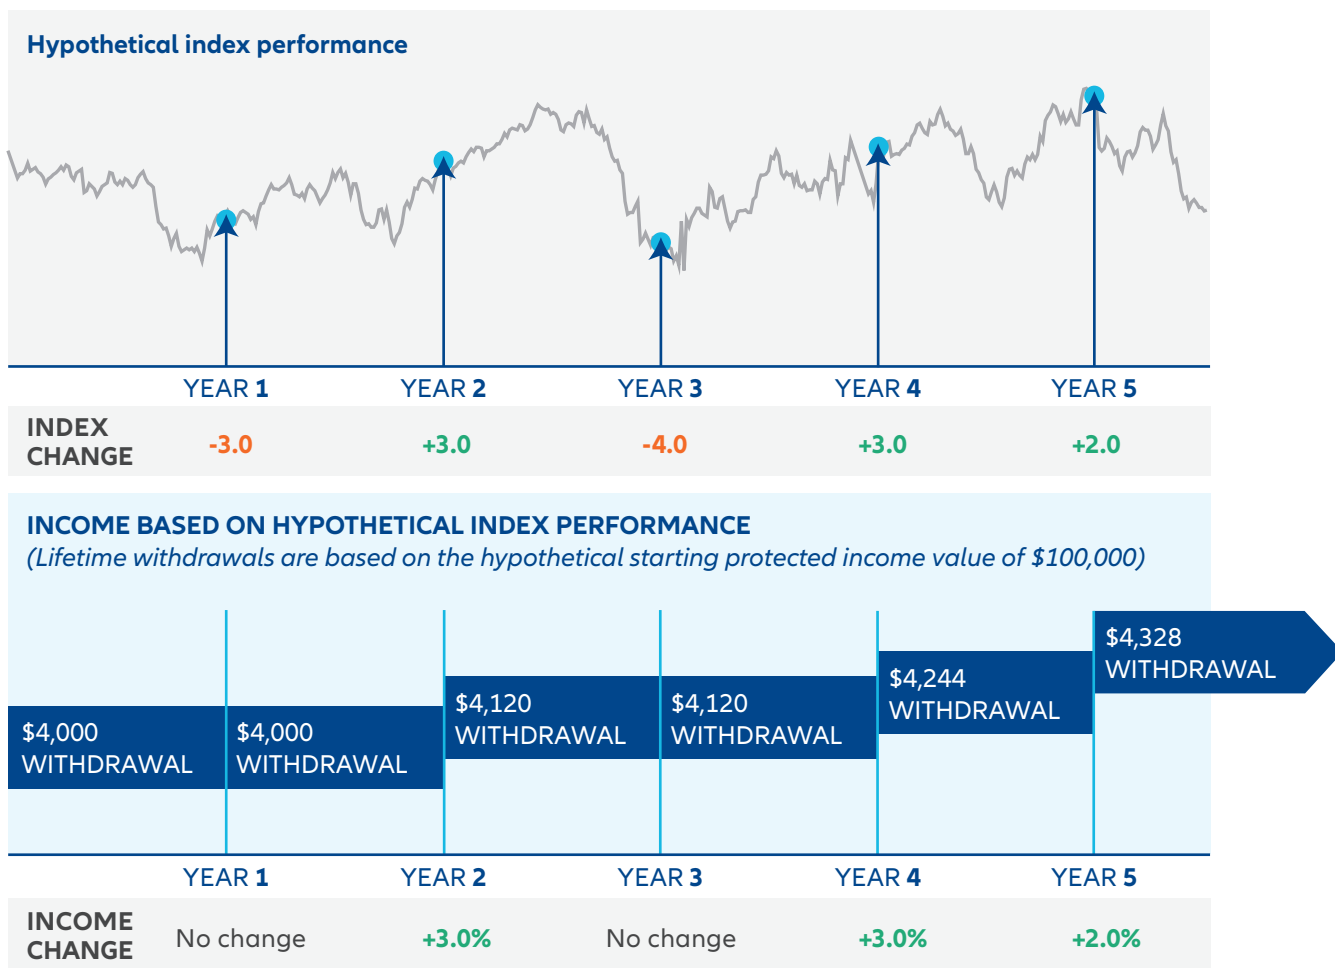 Hypothetical index performance
YEAR 1 YEAR 2 YEAR 3 YEAR 4 YEAR 5
INDEX
CHANGE
-3.0 +3.0 -4.0 +3.0 +2.0
INCOME BASED ON HYPOTHETICAL INDEX PERFORMANCE
(Lifetime withdrawals are based on the hypothetical starting protected income value of $100,000)
$4,000
WITHDRAWAL
$4,000
WITHDRAWAL
$4,120
WITHDRAWAL
$4,120
WITHDRAWAL
$4,244
WITHDRAWAL
$4,328
WITHDRAWAL
YEAR 1 YEAR 2 YEAR 3 YEAR 4 YEAR 5
INCOME
CHANGE
No change +3.0% No change +3.0% +2.0%